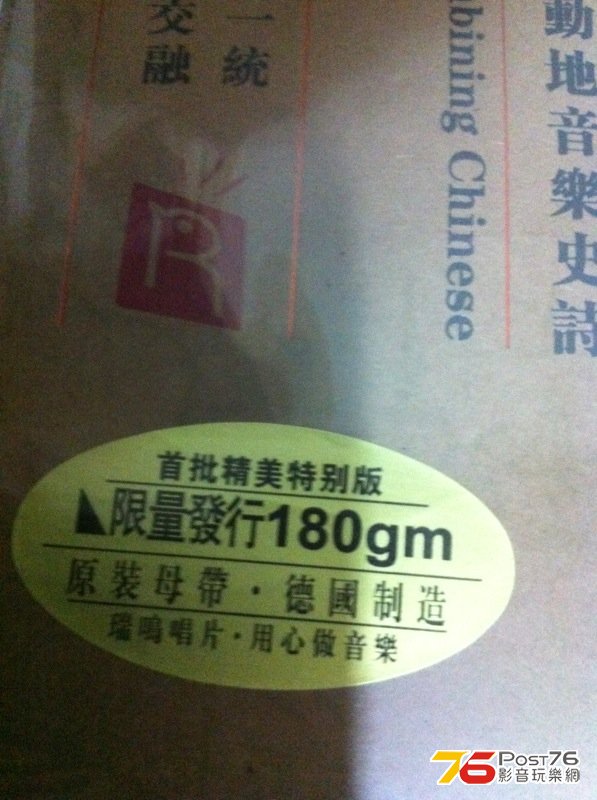 動地音樂史詩
bining Chinese
一統
交融
R
首批精美特别版
限量發行180gm
原裝母帶·德國制造
瑞鳴唱片·用心做音樂
76 POST76
影音玩樂網